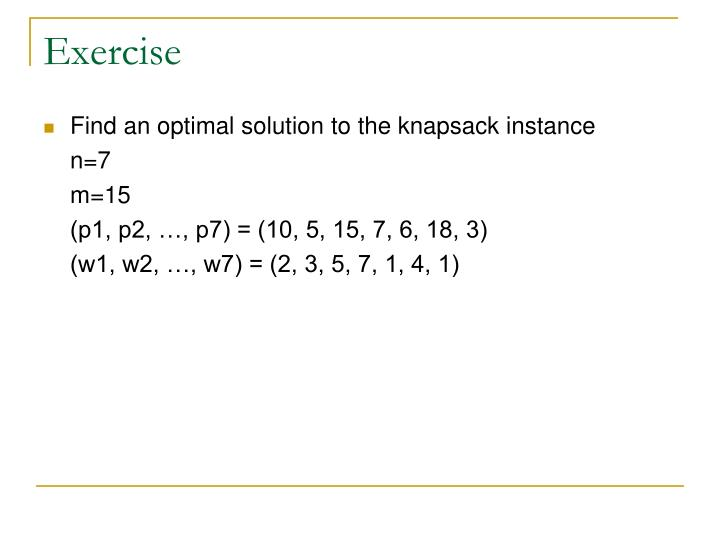 Exercise
Find an optimal solution to the knapsack instance
n=7
m=15
(p1, p2, …, p7) = (10, 5, 15, 7, 6, 18, 3)
(w1, w2, …, w7) = (2, 3, 5, 7, 1, 4, 1)